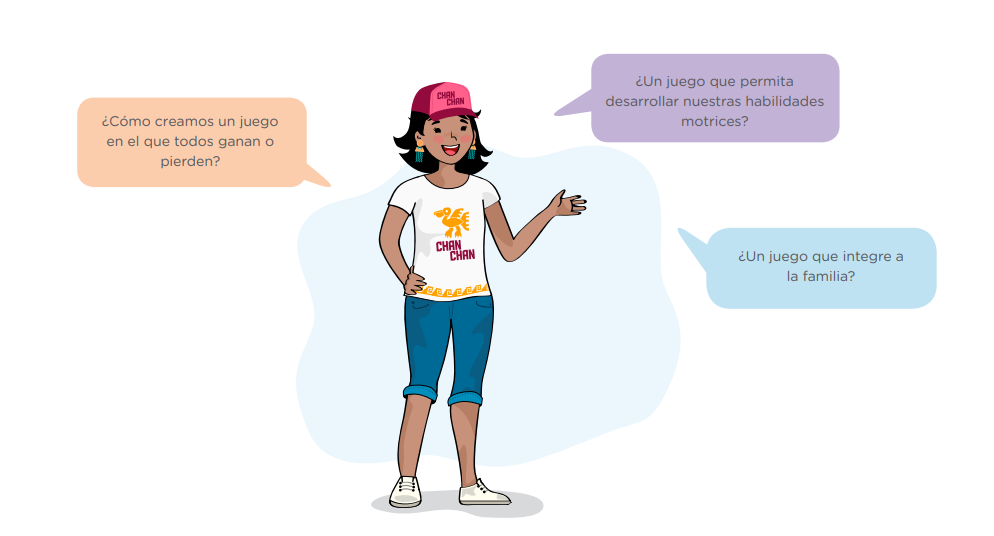 ¿Cómo creamos un juego
en el que todos ganan o
pierden?
¿Un juego que permita
desarrollar nuestras habilidades
motrices?
¿Un juego que integre a
la familia?
CHAN
CHAN
CHAN
CHAN